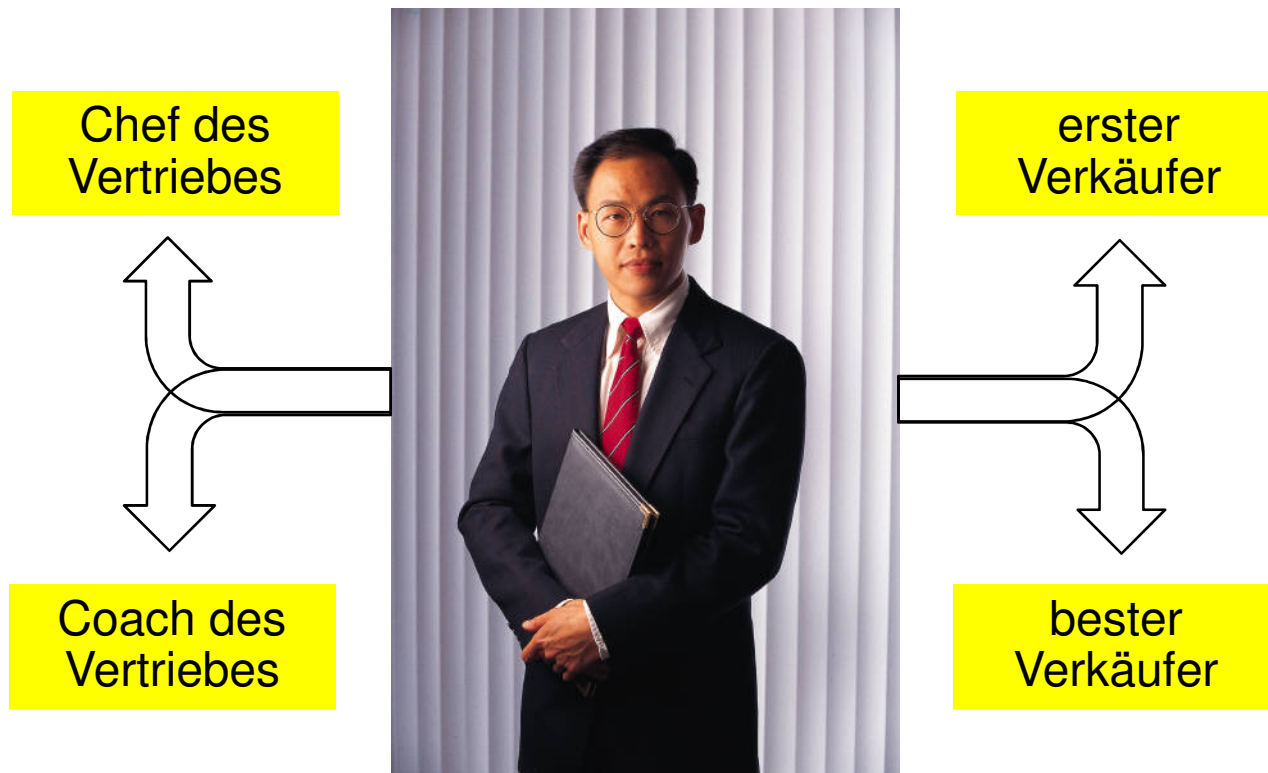 Chef des
Vertriebes
erster
Verkäufer
Coach des
Vertriebes
bester
Verkäufer